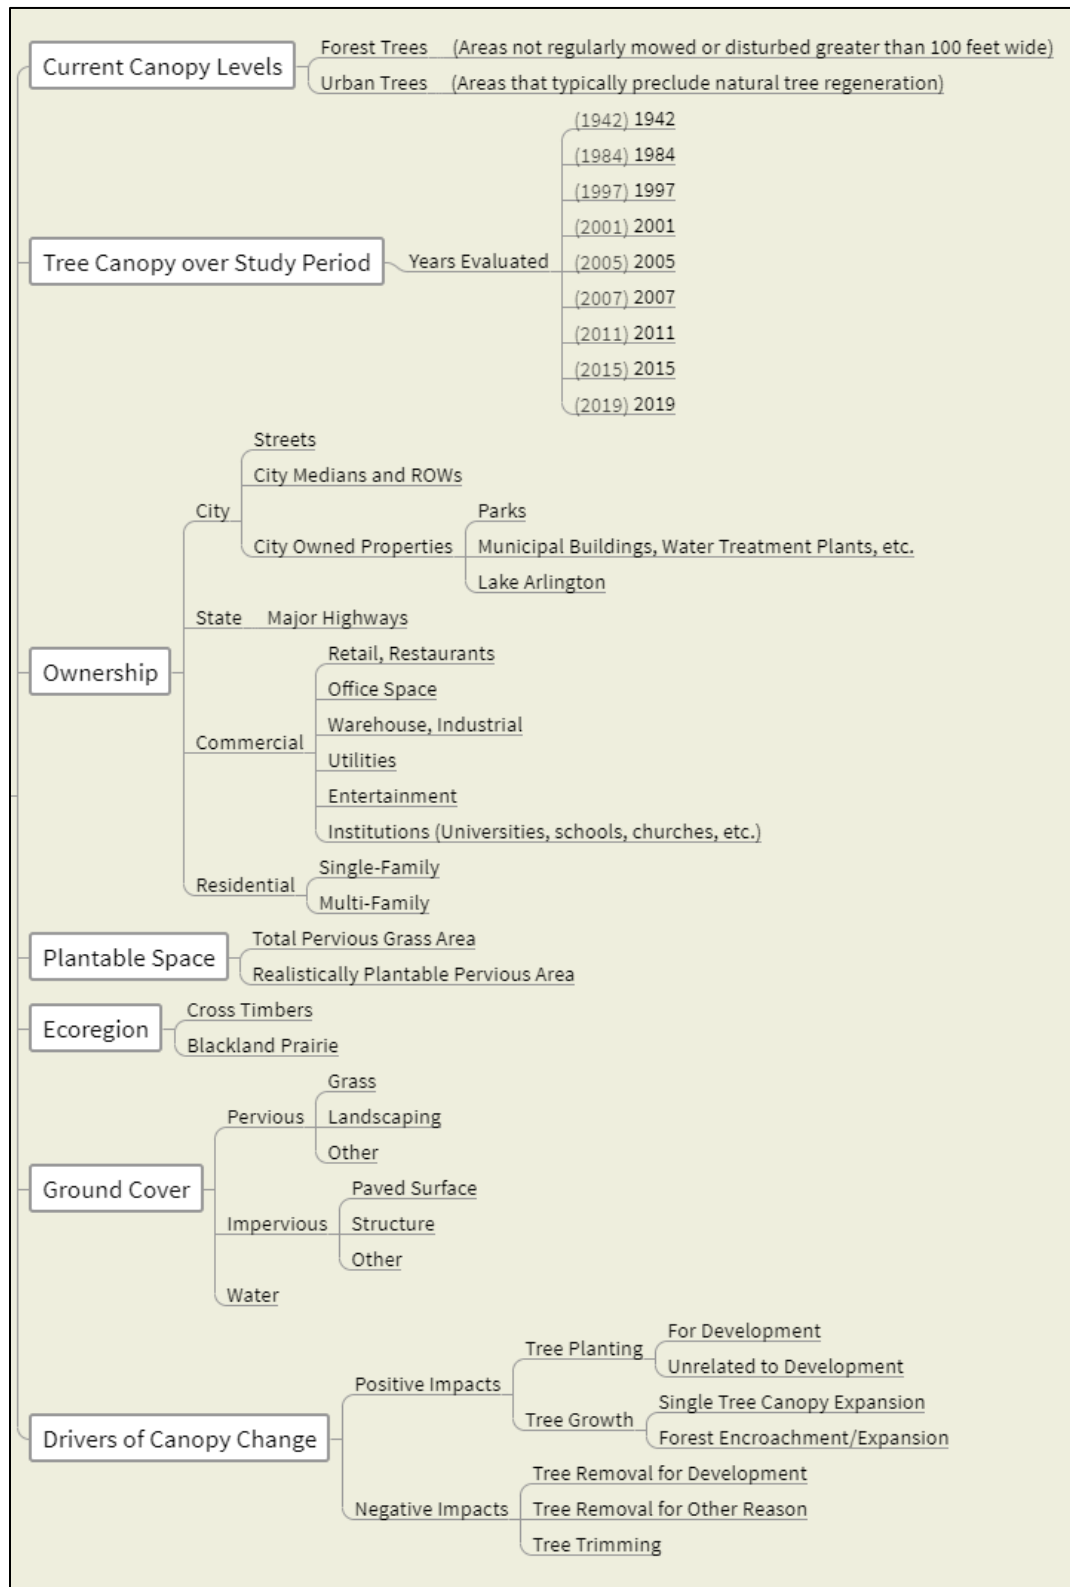 Current Canopy Levels
Forest Trees (Areas not regularly mowed or disturbed greater than 100 feet wide)
Urban Trees (Areas that typically preclude natural tree regeneration)
Tree Canopy over Study Period
Years Evaluated
(1942) 1942
(1984) 1984
(1997) 1997
(2001) 2001
(2005) 2005
(2007) 2007
(2011) 2011
(2015) 2015
(2019) 2019
Ownership
City
Streets
City Medians and ROWs
City Owned Properties
Parks
Municipal Buildings, Water Treatment Plants, etc.
Lake Arlington
State Major Highways
Commercial
Retail, Restaurants
Office Space
Warehouse, Industrial
Utilities
Entertainment
Institutions (Universities, schools, churches, etc.)
Residential
Single-Family
Multi-Family
Plantable Space
Total Pervious Grass Area
Realistically Plantable Pervious Area
Ecoregion
Cross Timbers
Blackland Prairie
Ground Cover
Pervious
Grass
Landscaping
Other
Impervious
Paved Surface
Structure
Other
Water
Drivers of Canopy Change
Positive Impacts
Tree Planting
For Development
Unrelated to Development
Tree Growth
Single Tree Canopy Expansion
Forest Encroachment/Expansion
Negative Impacts
Tree Removal for Development
Tree Removal for Other Reason
Tree Trimming